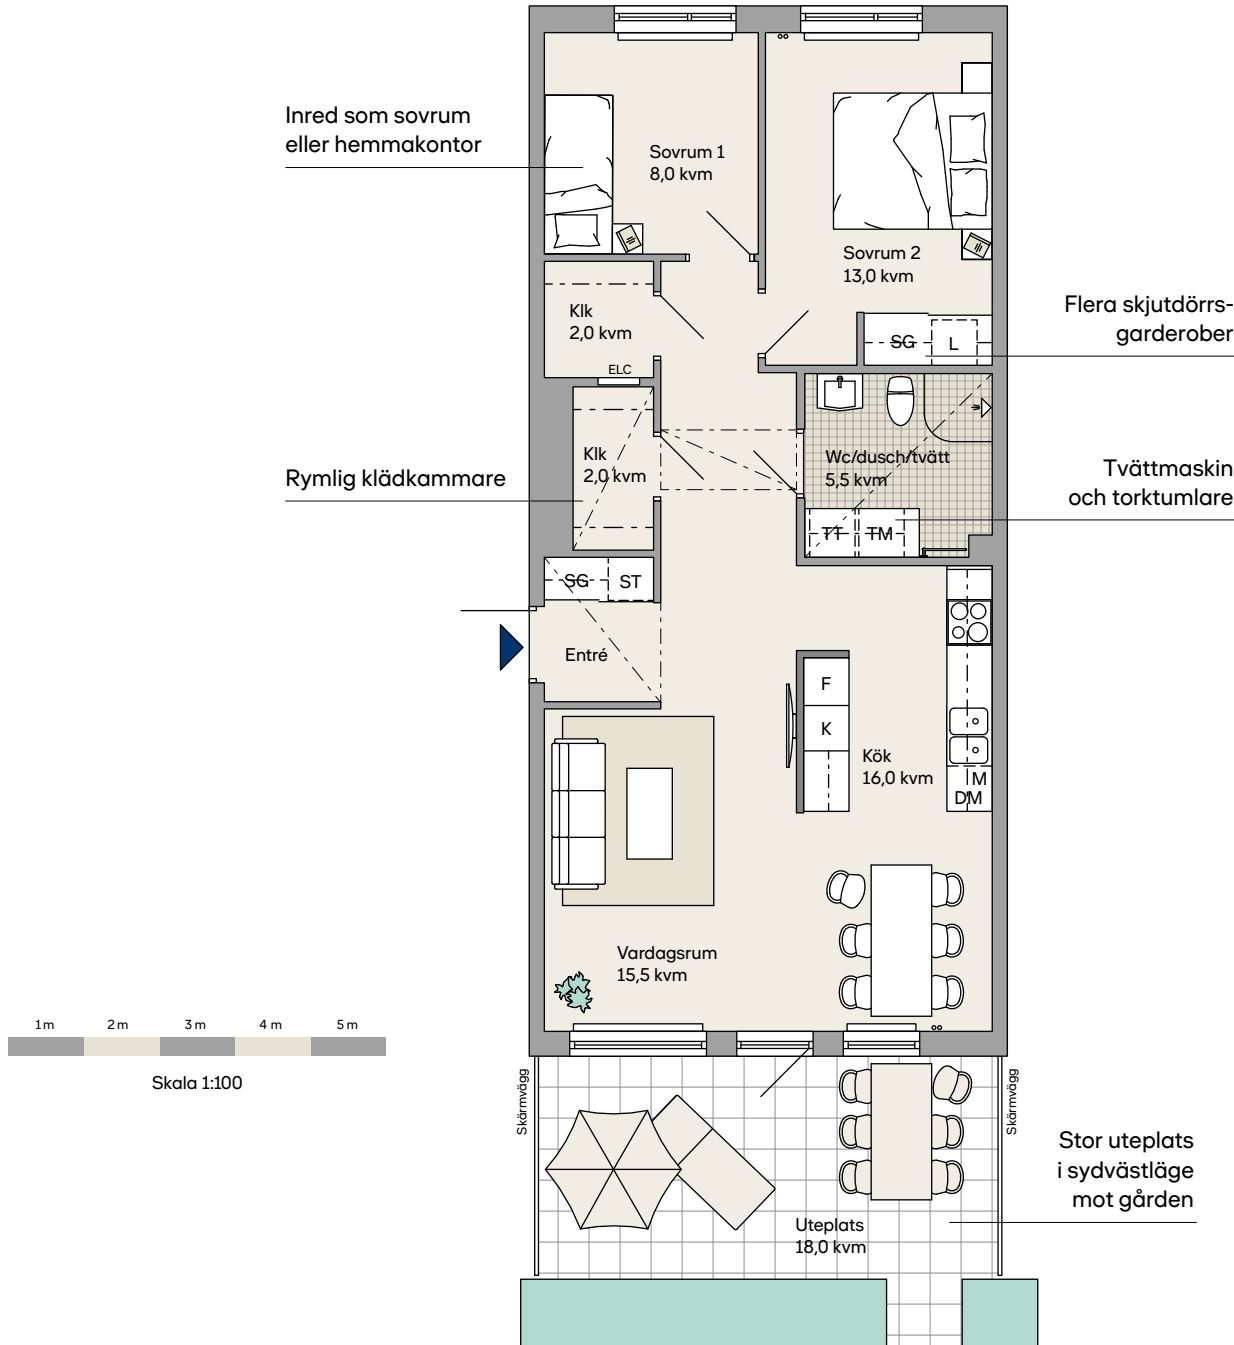 Inred som sovrum
eller hemmakontor
Sovrum 1
8,0 kvm
Sovrum 2
13,0 kvm
Flera skjutdörrs-
garderober
Klk
2,0 kvm
SG
L
ELC
Klk
2,0 kvm
Rymlig klädkammare
Wc/dusch/tvätt
5,5 kvm
Tvättmaskin
och torktumlare
TT
TM
SG
ST
Entré
F
K
Kök
16,0 kvm
M
DM
Vardagsrum
15,5 kvm
1 m
2 m
3 m
4 m
5 m
Skala 1:100
Skärmvägg
Skärmvägg
Stor uteplats
i sydvästläge
mot gården
Uteplats
18,0 kvm